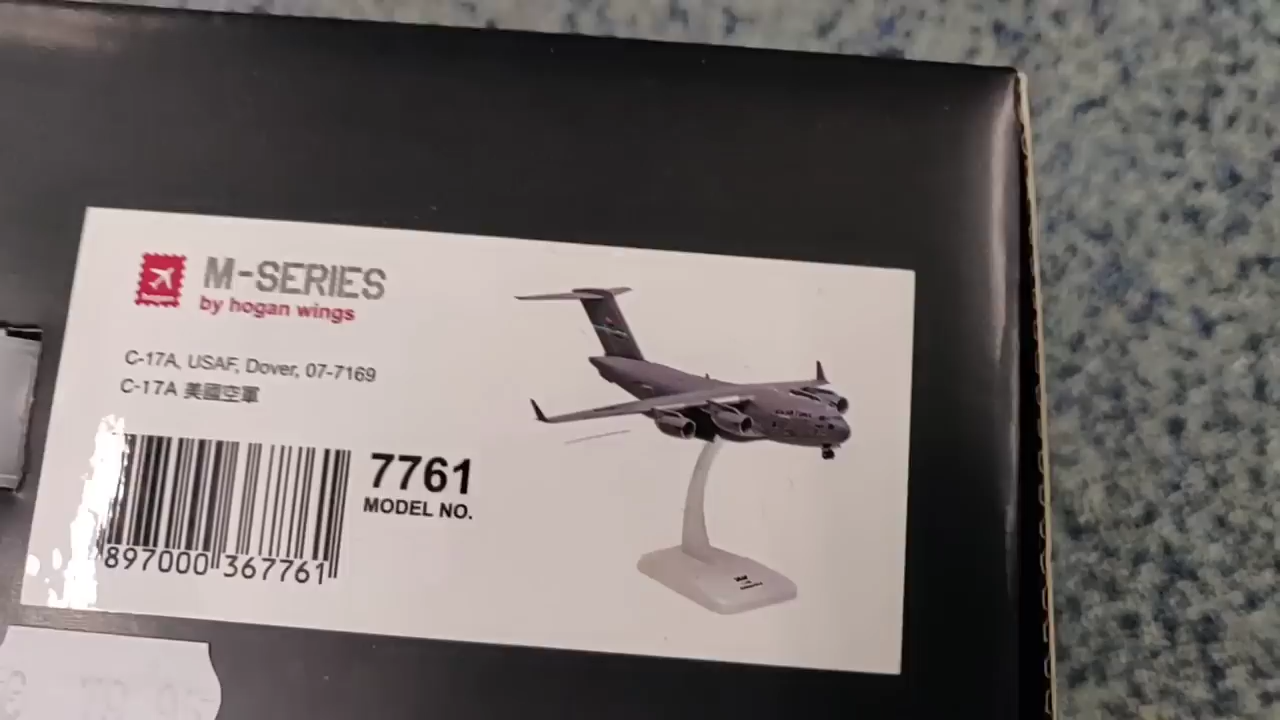 M-SERIES
by hogan wings
C-17A, USAF, Dover, 07-7169
C-17A 美國空軍
7761
MODEL NO.
897000 367761